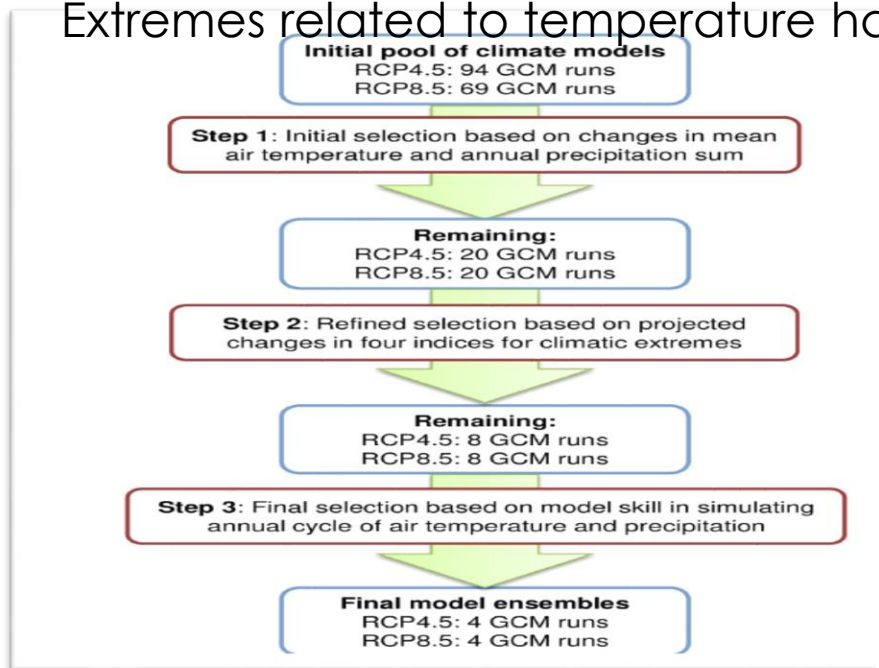 Extremes related to temperature
Initial pool of climate models
RCP4.5: 94 GCM runs
RCP8.5: 69 GCM runs
Step 1: Initial selection based on changes in mean
air temperature and annual precipitation sum
Remaining:
RCP4.5: 20 GCM runs
RCP8.5: 20 GCM runs
Step 2: Refined selection based on projected
changes in four indices for climatic extremes
Remaining:
RCP4.5: 8 GCM runs
RCP8.5: 8 GCM runs
Step 3: Final selection based on model skill in simulating
annual cycle of air temperature and precipitation
Final model ensembles
RCP4.5: 4 GCM runs
RCP8.5: 4 GCM runs